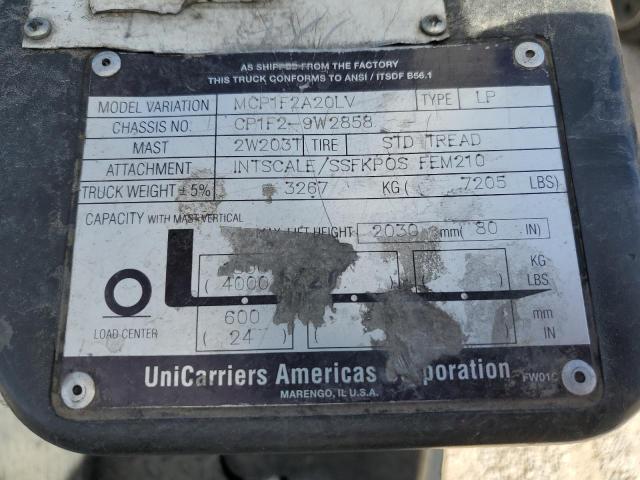 AS SHIPPED FROM THE FACTORY
THIS TRUCK CONFORMS TO ANSI / ITSDF B56.1
MODEL VARIATION MCP1F2A20LV TYPE LP
CHASSIS NO. CP1F2-9W2858
MAST 2W203T TIRE STD TREAD
ATTACHMENT INTSCALE/SSFKPOS FEM210
TRUCK WEIGHT ± 5% 3267 KG ( 7205 LBS)
CAPACITY WITH MAST VERTICAL
MAX. LIFT HEIGHT 2030 mm( 80 IN)
KG
( 4000 LBS.
600 mm
( 24 IN
LOAD CENTER
UniCarriers Americas Corporation
MARENGO, IL U.S.A.
FW01C